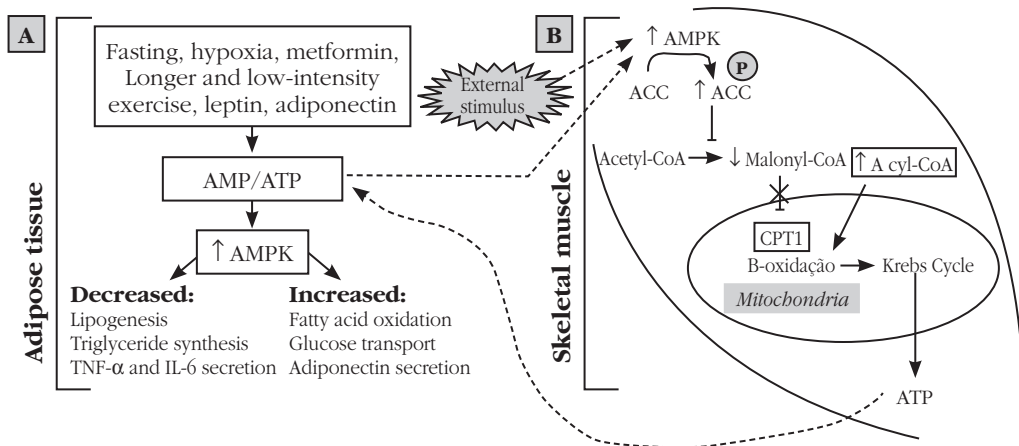 A
Adipose tissue
Fasting, hypoxia, metformin,
Longer and low-intensity
exercise, leptin, adiponectin
External
stimulus
AMP/ATP
↑ AMPK
Decreased:
Lipogenesis
Triglyceride synthesis
TNF-α and IL-6 secretion
Increased:
Fatty acid oxidation
Glucose transport
Adiponectin secretion
B
Skeletal muscle
↑ AMPK
P
ACC
↑ ACC
Acetyl-CoA
↓ Malonyl-CoA
↑ A cyl-CoA
CPT1
B-oxidação
Krebs Cycle
Mitochondria
ATP